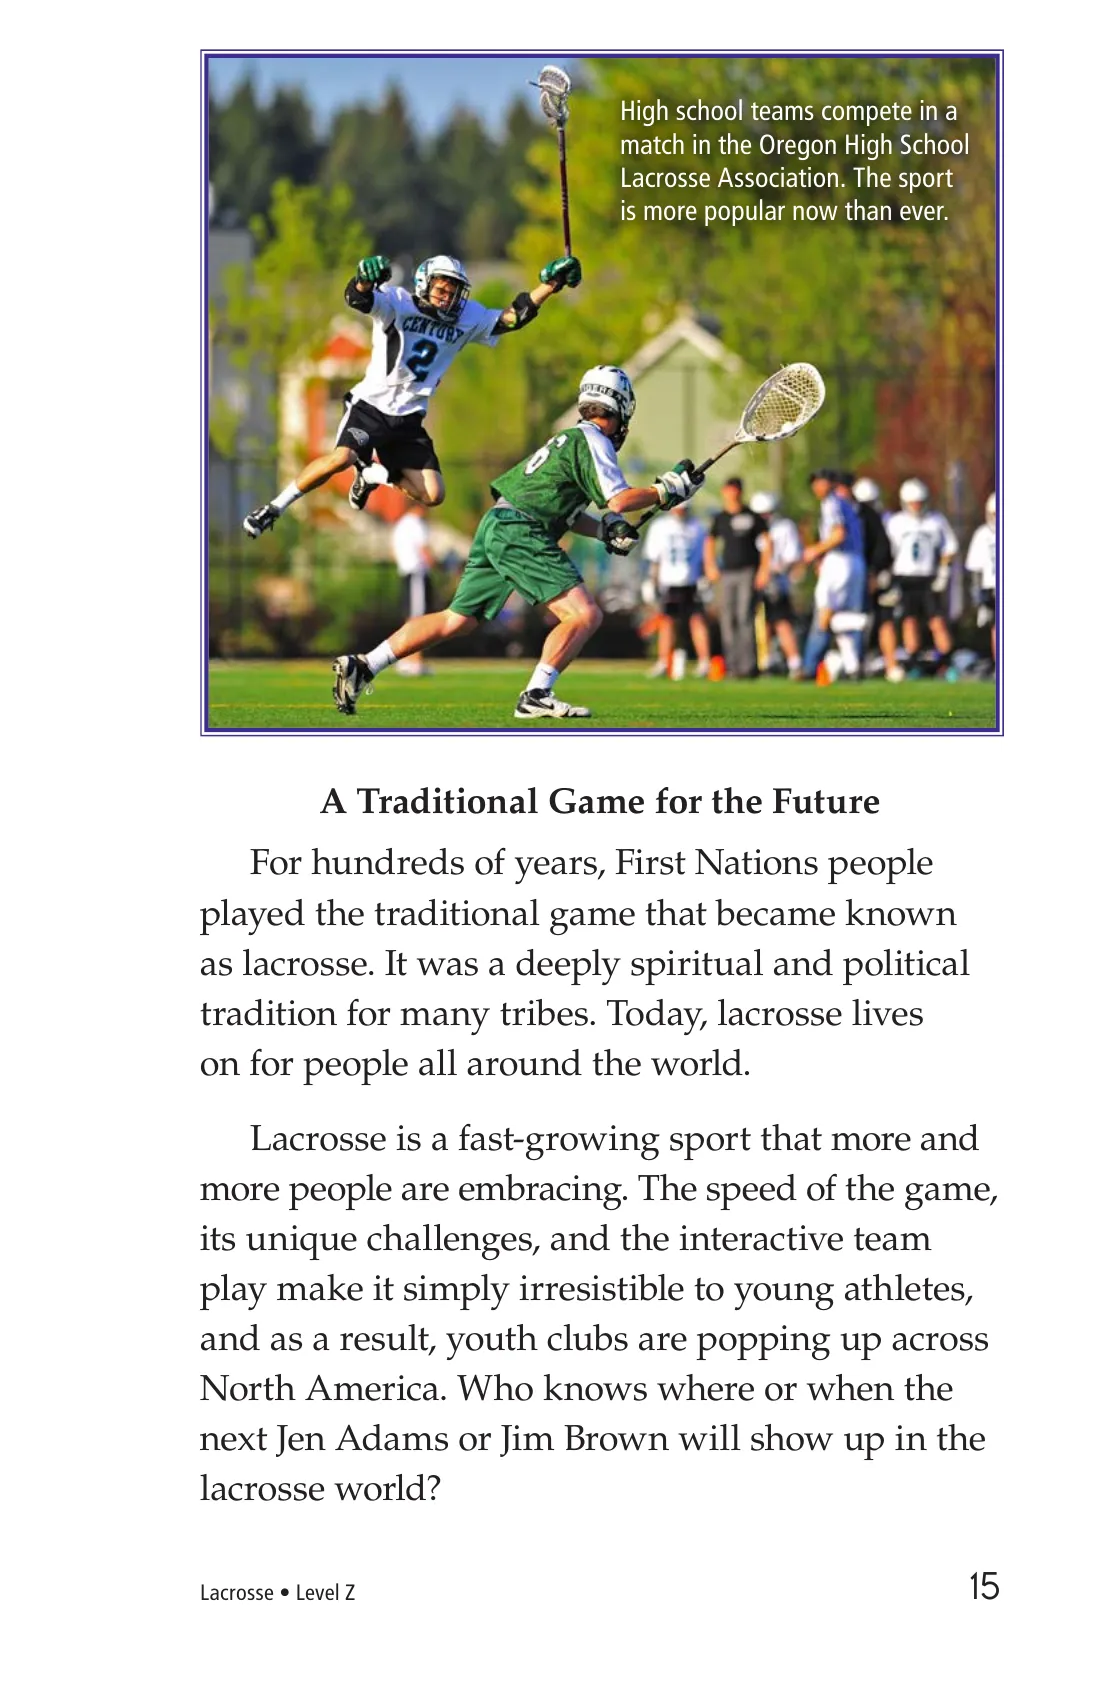 High school teams compete in a
match in the Oregon High School
Lacrosse Association. The sport
is more popular now than ever.
CENTURY
2
6
A Traditional Game for the Future
For hundreds of years, First Nations people
played the traditional game that became known
as lacrosse. It was a deeply spiritual and political
tradition for many tribes. Today, lacrosse lives
on for people all around the world.
Lacrosse is a fast-growing sport that more and
more people are embracing. The speed of the game,
its unique challenges, and the interactive team
play make it simply irresistible to young athletes,
and as a result, youth clubs are popping up across
North America. Who knows where or when the
next Jen Adams or Jim Brown will show up in the
lacrosse world?
Lacrosse • Level Z
15